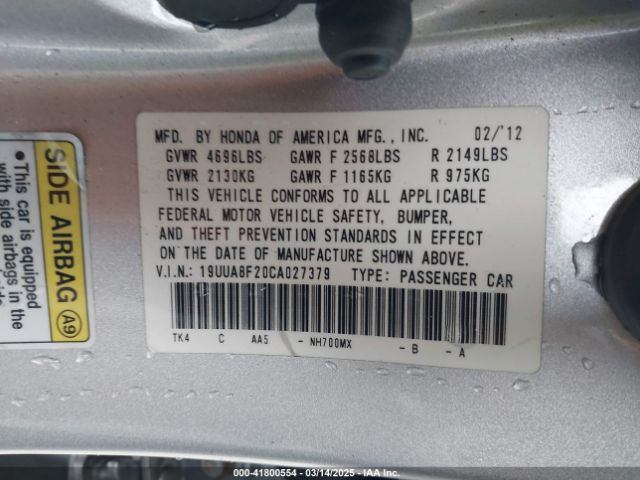 MFD. BY HONDA OF AMERICA MFG., INC. 02/'12
GVWR 4696LBS GAWR F 2568LBS R 2149LBS
GVWR 2130KG GAWR F 1165KG R 975KG
THIS VEHICLE CONFORMS TO ALL APPLICABLE
FEDERAL MOTOR VEHICLE SAFETY, BUMPER,
AND THEFT PREVENTION STANDARDS IN EFFECT
ON THE DATE OF MANUFACTURE SHOWN ABOVE.
V.I.N.: 19UUA8F20CA027379 TYPE: PASSENGER CAR
TK4 C AA5 - NH700MX - B - A
SIDE AIRBAG A9
• This car is equipped
with side airbags in the
000-41800554 — 03/14/2025 — IAAI.COM